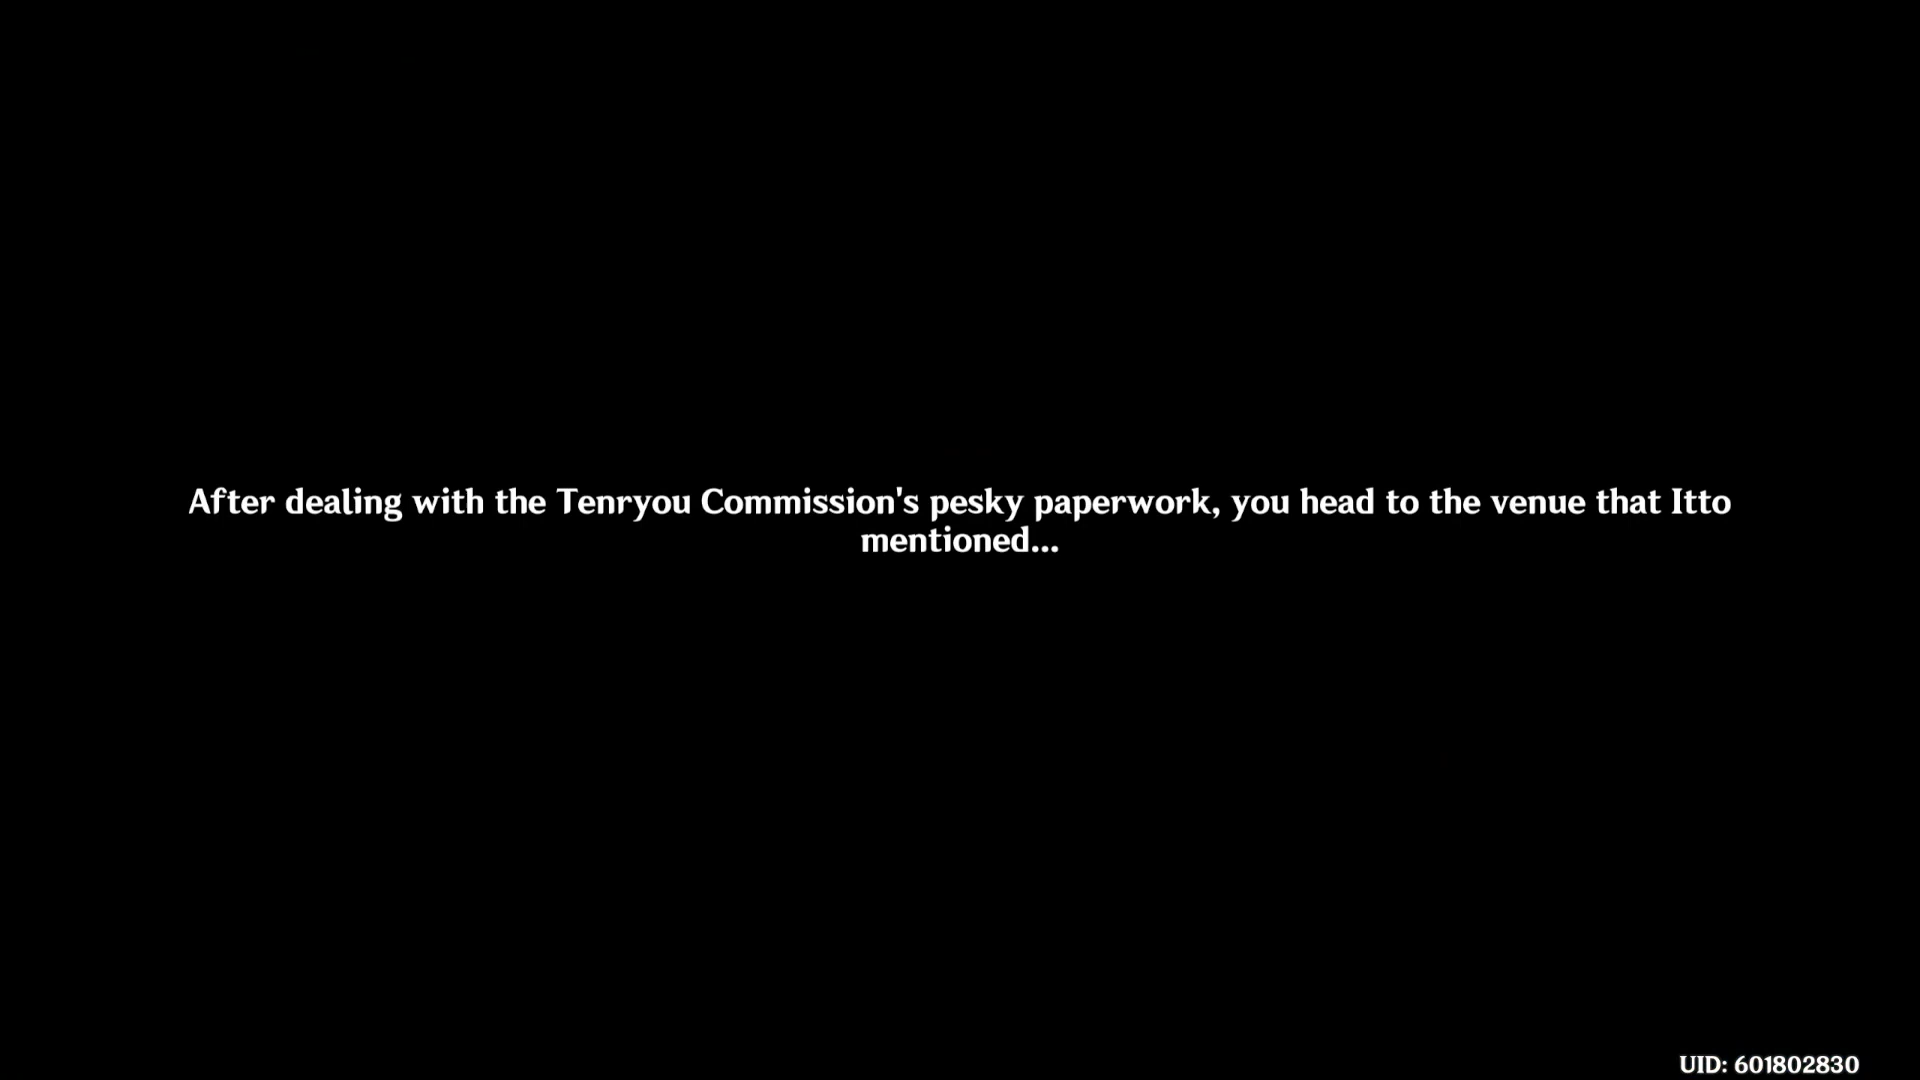 After dealing with the Tenryou Commission's pesky paperwork, you head to the venue that Itto
mentioned...
UID: 601802830